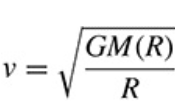 v = √(GM(R)/R)